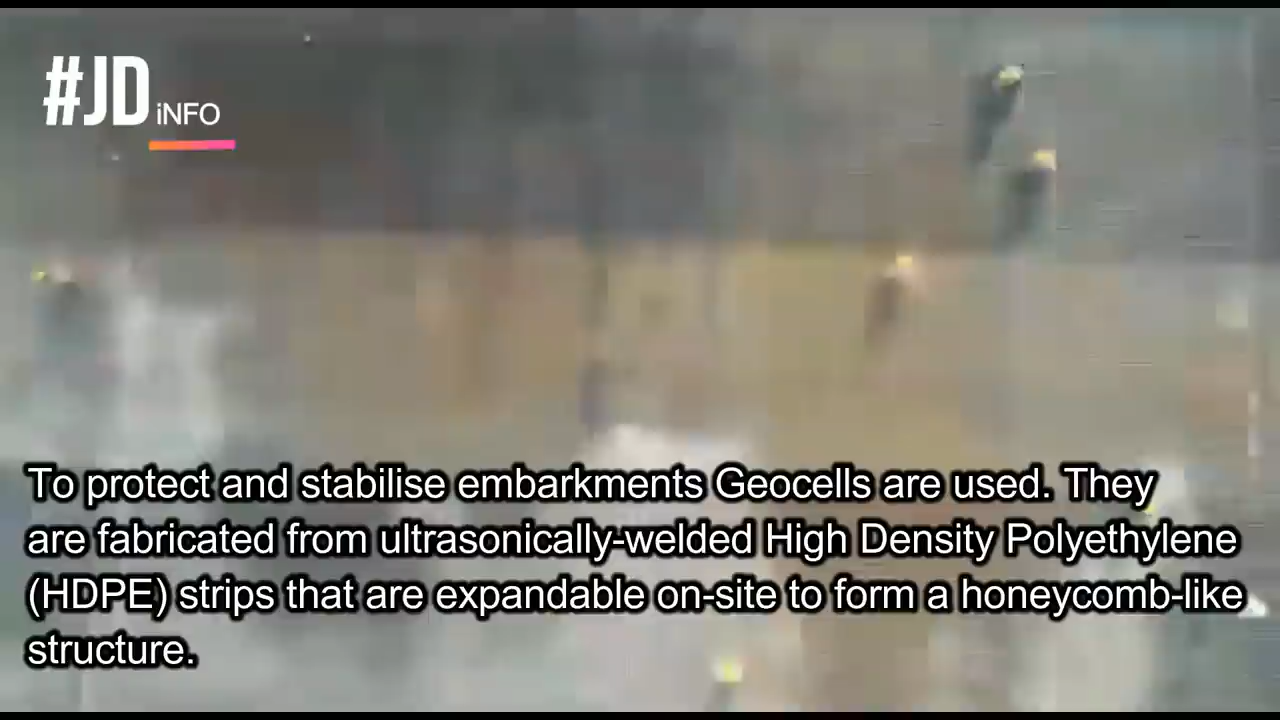 #JD iNFO
To protect and stabilise embarkments Geocells are used. They
are fabricated from ultrasonically-welded High Density Polyethylene
(HDPE) strips that are expandable on-site to form a honeycomb-like
structure.